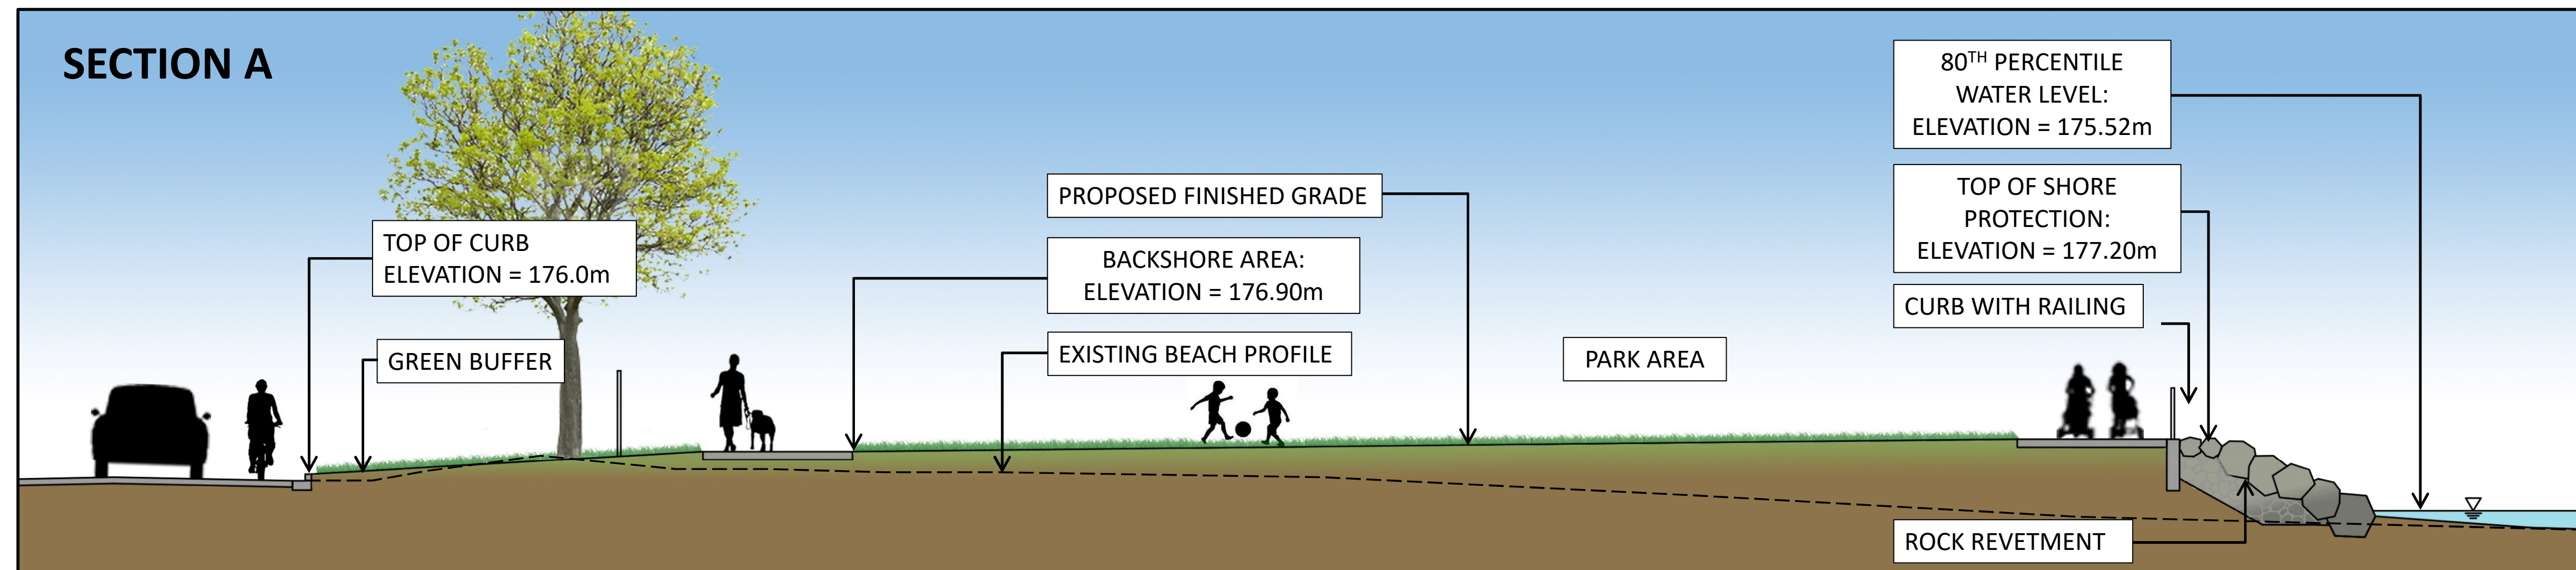 SECTION A
TOP OF CURB
ELEVATION = 176.0m
GREEN BUFFER
PROPOSED FINISHED GRADE
BACKSHORE AREA:
ELEVATION = 176.90m
EXISTING BEACH PROFILE
PARK AREA
80TH PERCENTILE
WATER LEVEL:
ELEVATION = 175.52m
TOP OF SHORE
PROTECTION:
ELEVATION = 177.20m
CURB WITH RAILING
ROCK REVETMENT